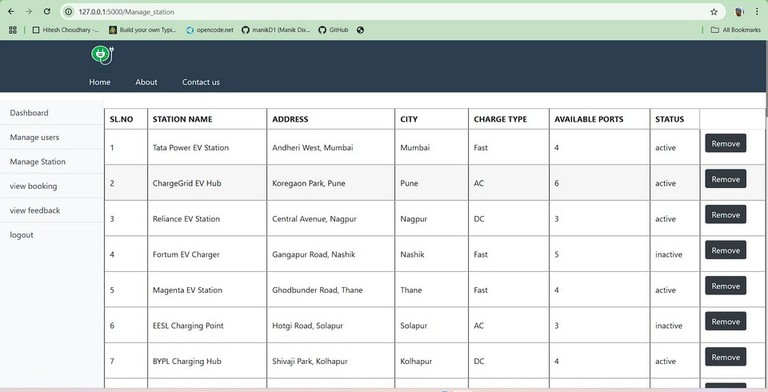 127.0.0.1:5000/Manage_station
Hitesh Choudhary -... Build your own Typi... opencode.net manikD1 (Manik Dix... GitHub All Bookmarks
Home About Contact us
Dashboard
Manage users
Manage Station
view booking
view feedback
logout
SL.NO STATION NAME ADDRESS CITY CHARGE TYPE AVAILABLE PORTS STATUS
1 Tata Power EV Station Andheri West, Mumbai Mumbai Fast 4 active Remove
2 ChargeGrid EV Hub Koregaon Park, Pune Pune AC 6 active Remove
3 Reliance EV Station Central Avenue, Nagpur Nagpur DC 3 active Remove
4 Fortum EV Charger Gangapur Road, Nashik Nashik Fast 5 inactive Remove
5 Magenta EV Station Ghodbunder Road, Thane Thane Fast 4 active Remove
6 EESL Charging Point Hotgi Road, Solapur Solapur AC 3 inactive Remove
7 BYPL Charging Hub Shivaji Park, Kolhapur Kolhapur DC 4 active Remove